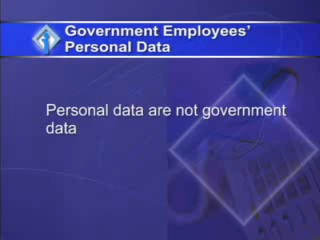 Government Employees'
Personal Data
Personal data are not government
data